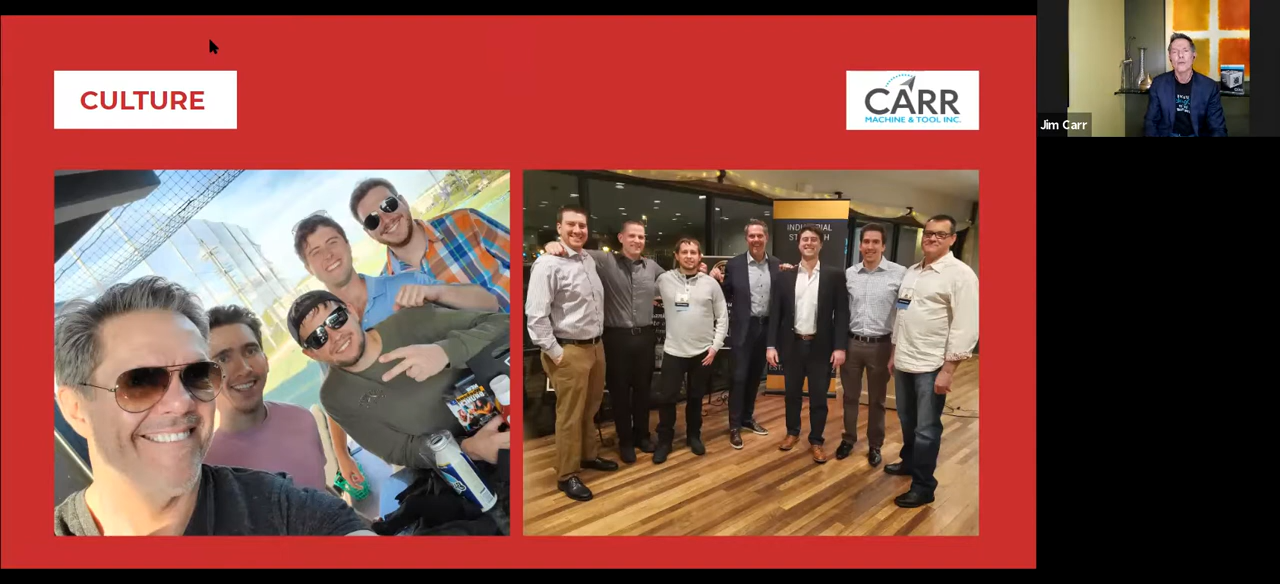 CULTURE
CARR
MACHINE & TOOL INC.
Jim Carr
INDUSTRIAL